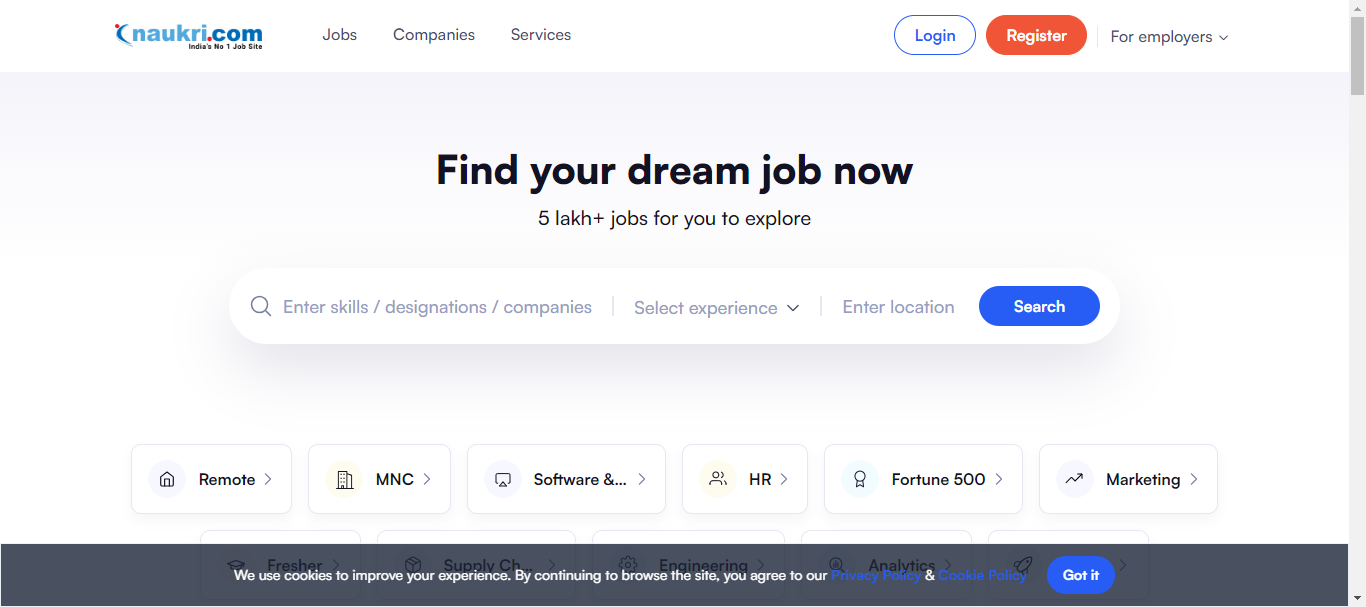 naukri.com
India's No 1 Job Site
Jobs Companies Services
Login Register For employers
Find your dream job now
5 lakh+ jobs for you to explore
Enter skills / designations / companies Select experience Enter location Search
Remote MNC Software &... HR Fortune 500 Marketing
Fresher Supply Ch... Engineering Analytics
We use cookies to improve your experience. By continuing to browse the site, you agree to our Privacy Policy & Cookie Policy Got it